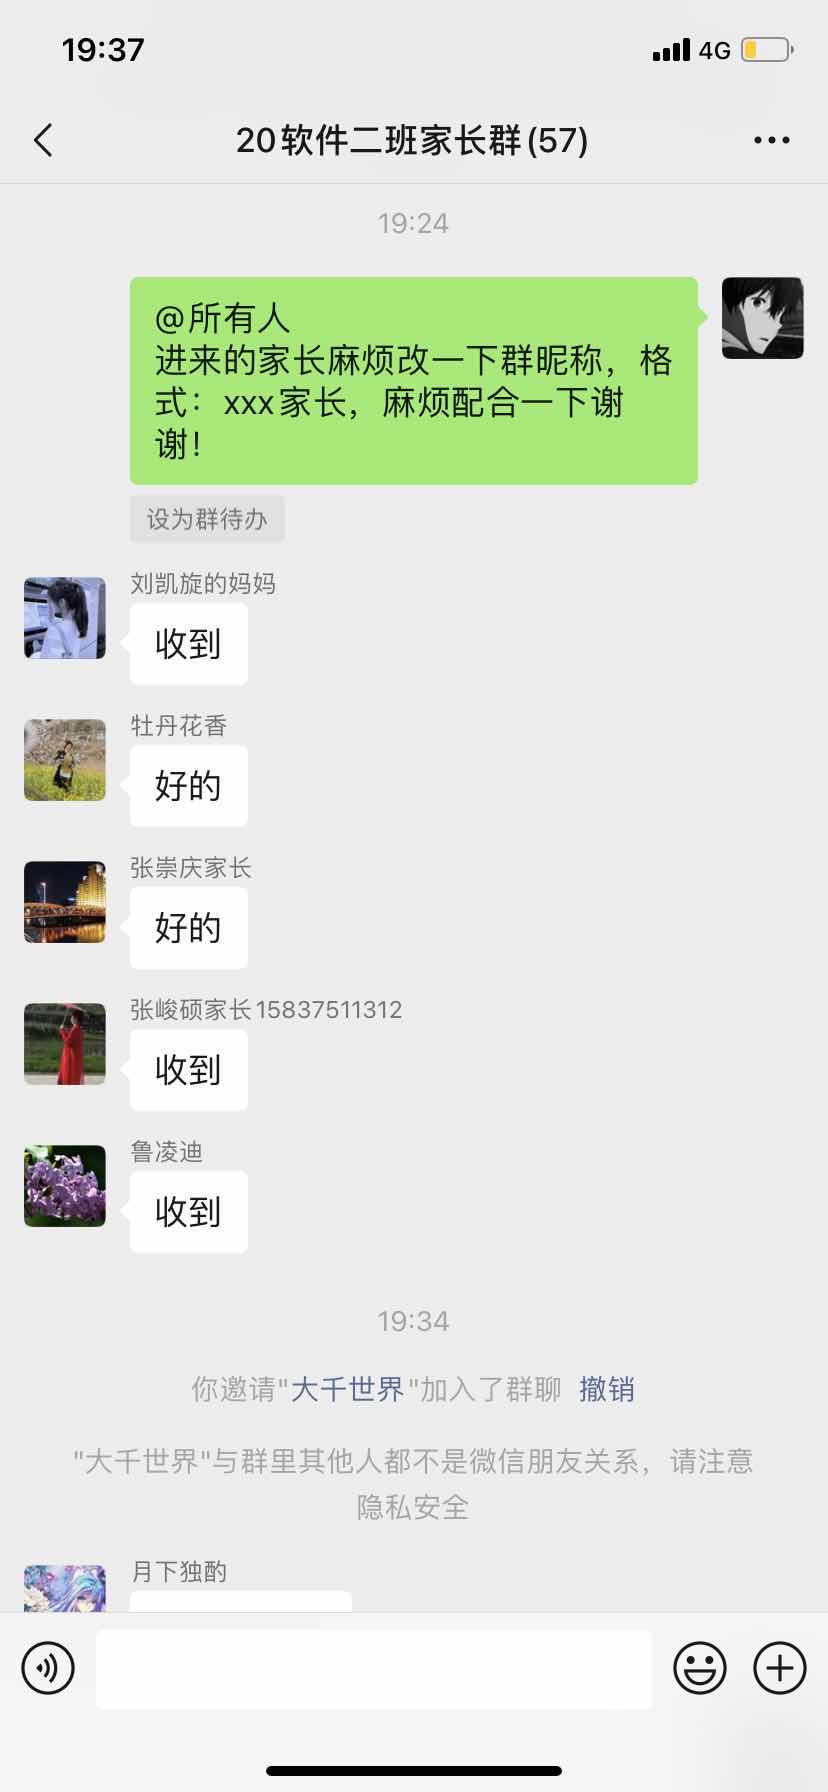 19:37
4G
20软件二班家长群(57)
19:24
@所有人
进来的家长麻烦改一下群昵称，格
式：xxx家长，麻烦配合一下谢
谢！
设为群待办
刘凯旋的妈妈
收到
牡丹花香
好的
张崇庆家长
好的
张峻硕家长15837511312
收到
鲁凌迪
收到
19:34
你邀请"大千世界"加入了群聊 撤销
"大千世界"与群里其他人都不是微信朋友关系，请注意
隐私安全
月下独酌